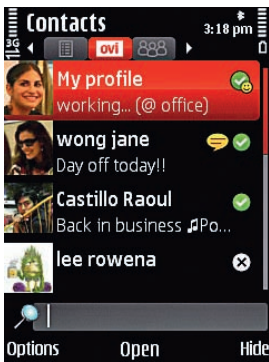 Contacts
3:18 pm
3G
ovi
My profile
working... (@ office)
wong jane
Day off today!!
Castillo Raoul
Back in business ♫Po...
lee rowena
Options Open Hide